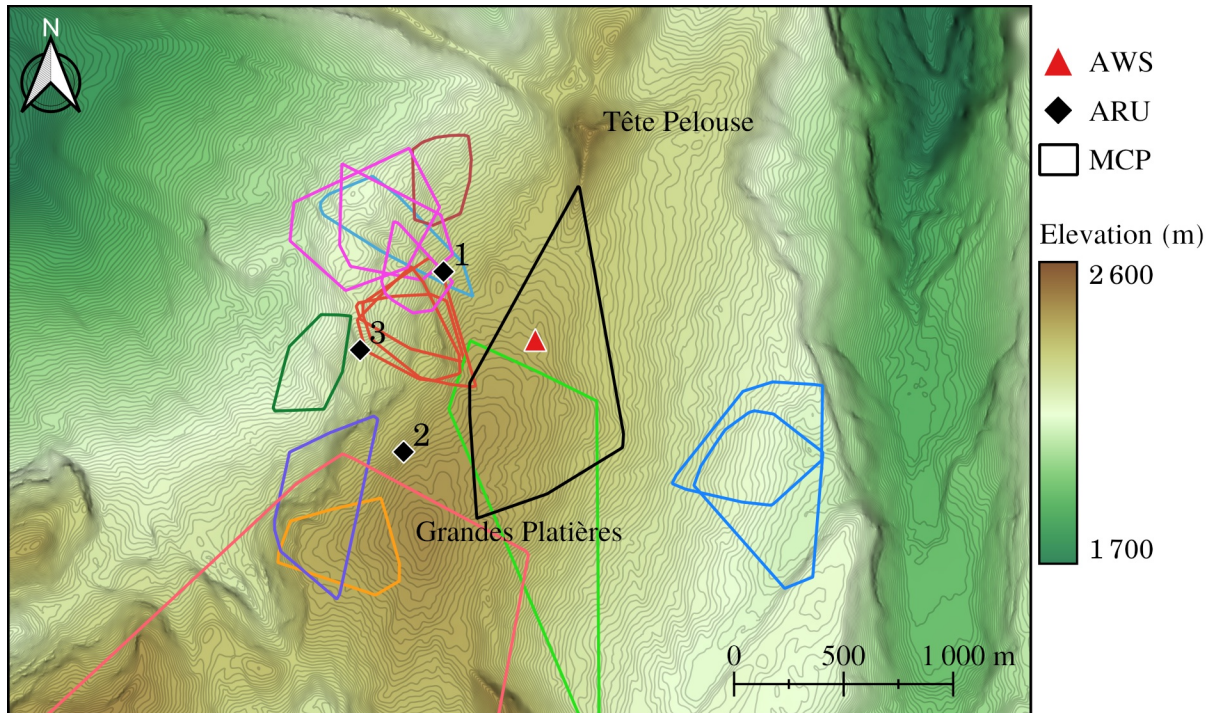 N
Tête Pelouse
1
3
2
Grandes Platières
0 500 1 000 m
AWS
ARU
MCP
Elevation (m)
2 600
1 700